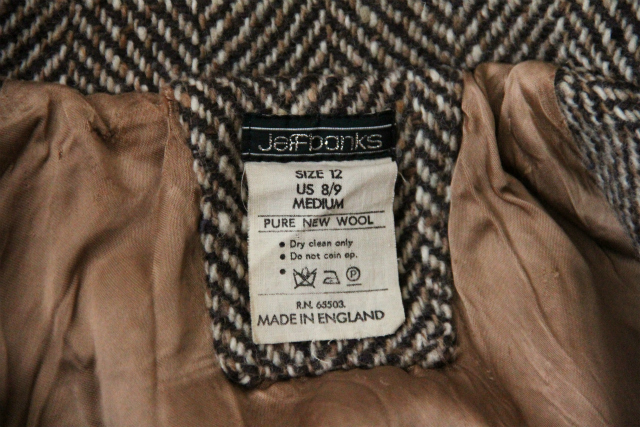 Jeffbanks
SIZE 12
US 8/9
MEDIUM
PURE NEW WOOL
• Dry clean only
• Do not coin op.
•
P
R.N. 65503.
MADE IN ENGLAND